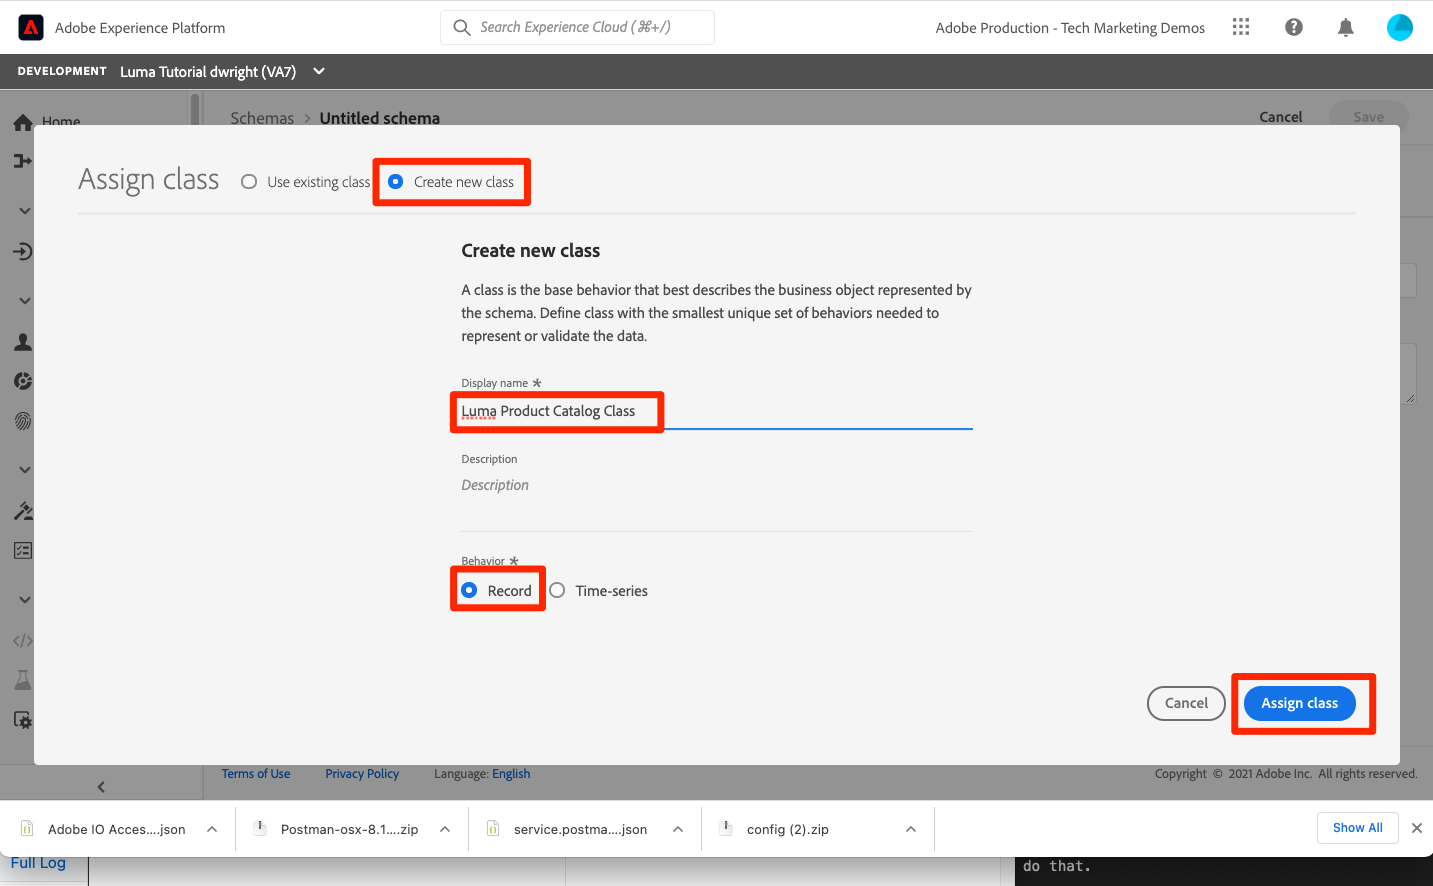 Adobe Experience Platform
Search Experience Cloud (⌘+/)
Adobe Production - Tech Marketing Demos
DEVELOPMENT Luma Tutorial dwright (VA7)
Home
Schemas > Untitled schema
Cancel
Save
Assign class
Use existing class
Create new class
Create new class
A class is the base behavior that best describes the business object represented by
the schema. Define class with the smallest unique set of behaviors needed to
represent or validate the data.
Display name *
Luma Product Catalog Class
Description
Description
Behavior *
Record
Time-series
Cancel
Assign class
Terms of Use
Privacy Policy
Language: English
Copyright © 2021 Adobe Inc. All rights reserved.
Adobe IO Acces....json
Postman-osx-8.1....zip
service.postma....json
config (2).zip
Show All
Full Log
do that.